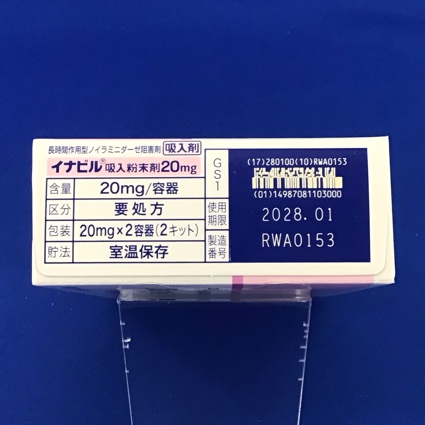 長時間作用型ノイラミニダーゼ阻害剤 吸入剤
イナビル® 吸入粉末剤20mg
含量 20mg/容器
区分 要処方
包装 20mg×2容器(2キット)
貯法 室温保存
GS1
(17)280100(10)RWA0153
(01)14987081103000
使用期限 2028.01
製造番号 RWA0153